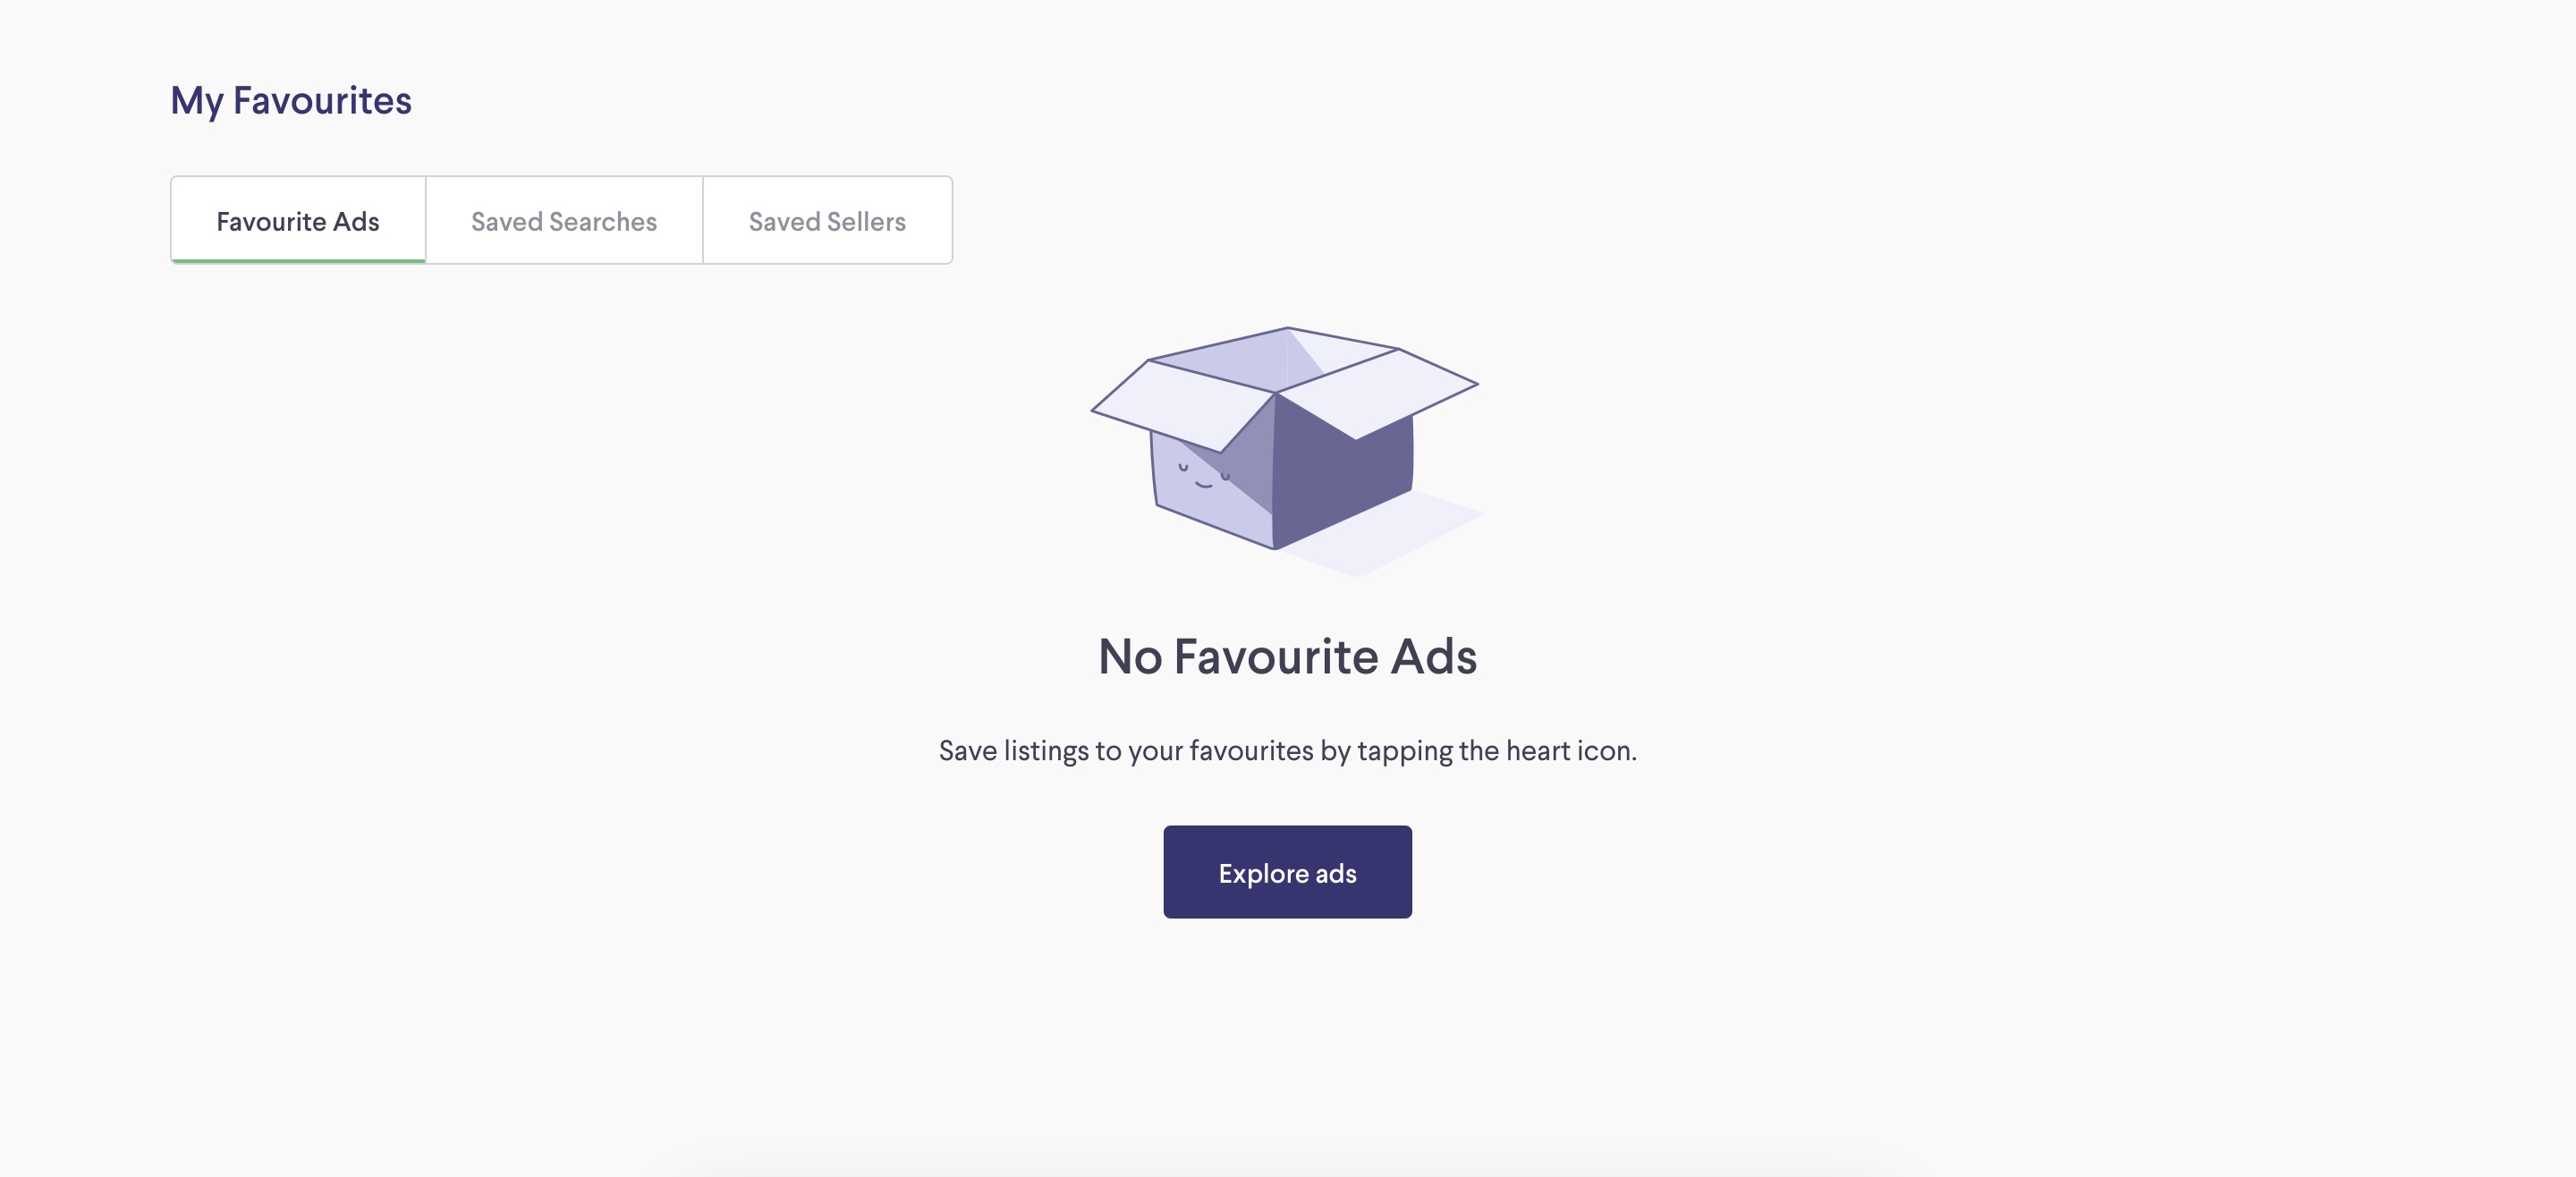 My Favourites
Favourite Ads
Saved Searches
Saved Sellers
No Favourite Ads
Save listings to your favourites by tapping the heart icon.
Explore ads